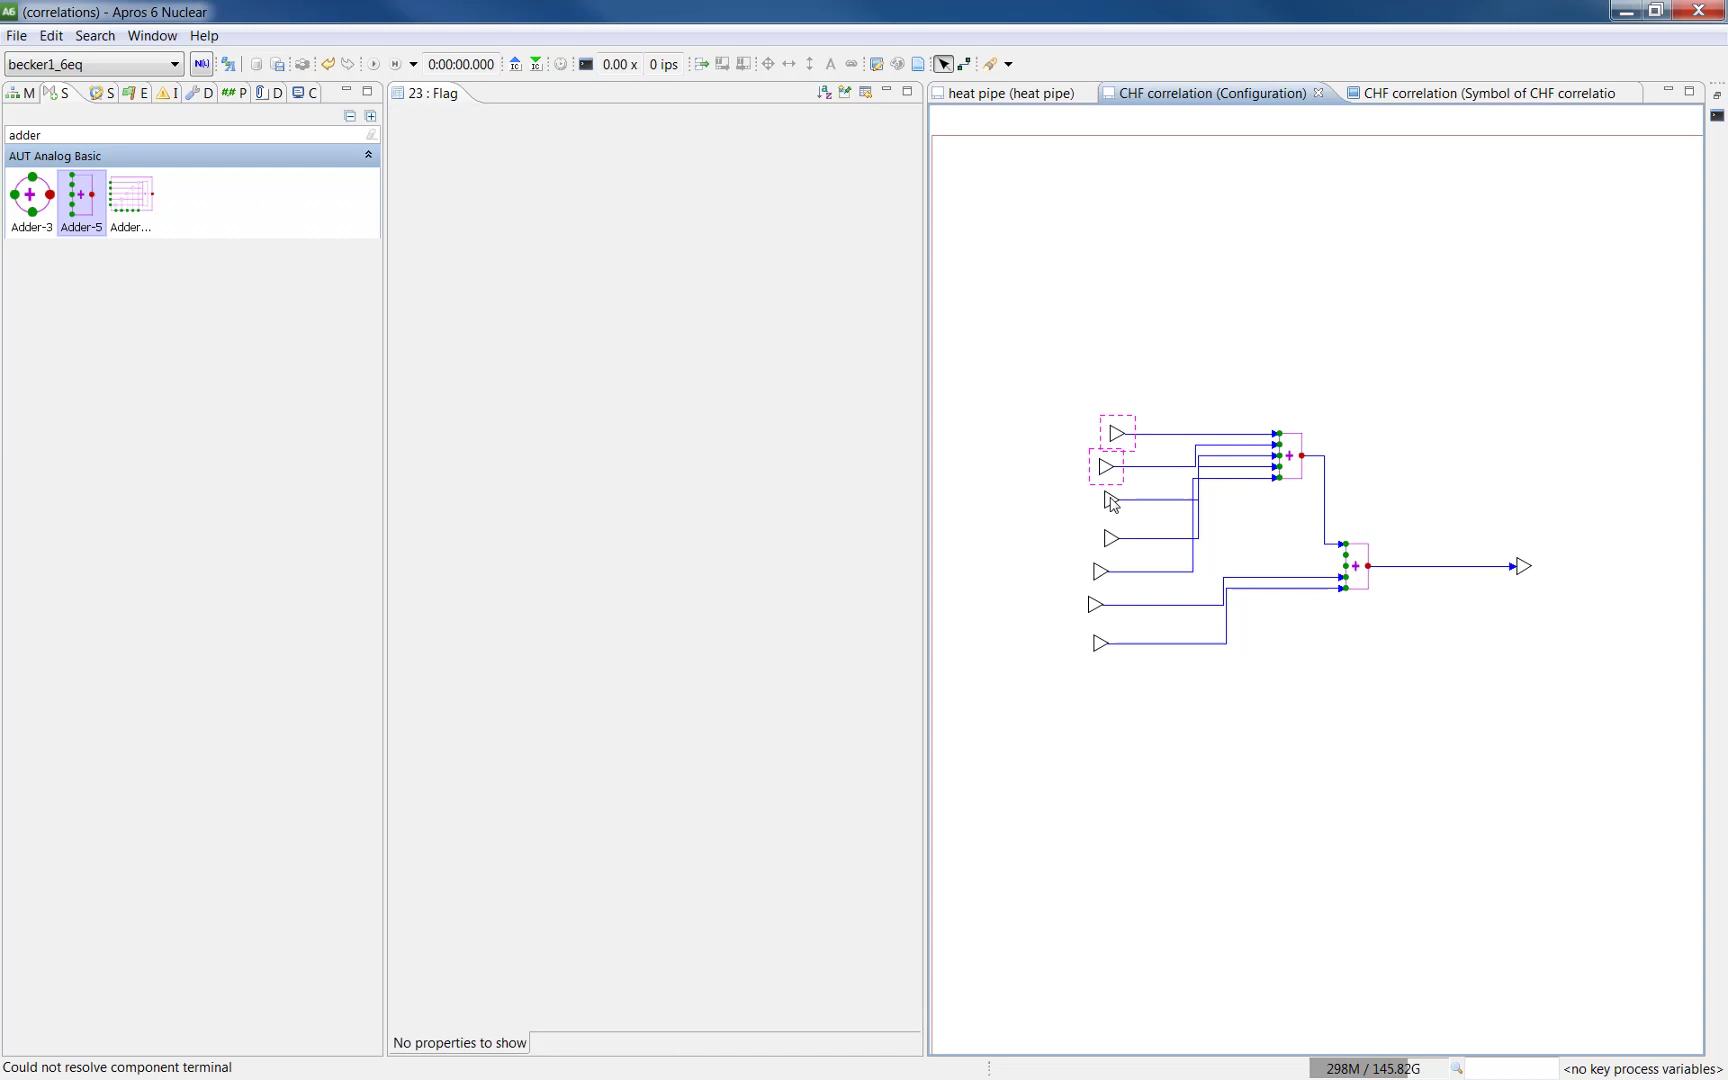 A6 (correlations) - Apros 6 Nuclear
File Edit Search Window Help
becker1_6eq N(t) 0:00:00.000 0.00 x 0 ips A
M S S E I D P D C 23 : Flag heat pipe (heat pipe) CHF correlation (Configuration) CHF correlation (Symbol of CHF correlatio
adder
AUT Analog Basic
Adder-3 Adder-5 Adder...
No properties to show
Could not resolve component terminal 298M / 145.82G <no key process variables>